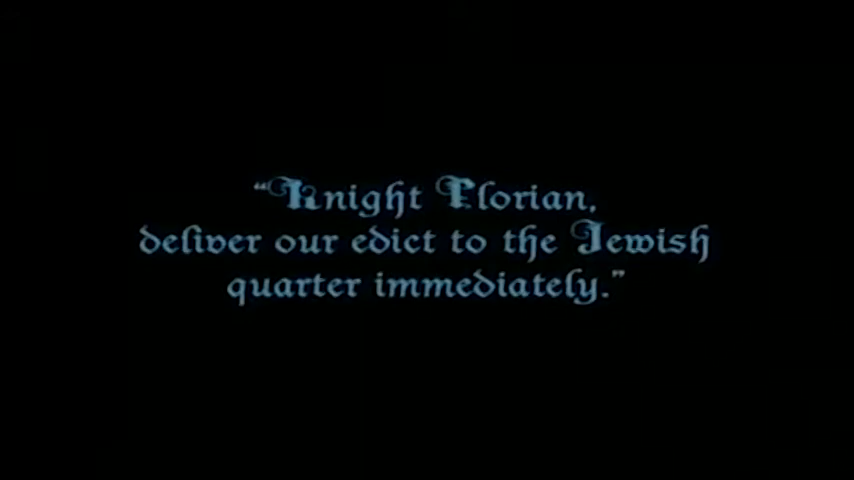 “Knight Florian,
deliver our edict to the Jewish
quarter immediately.”